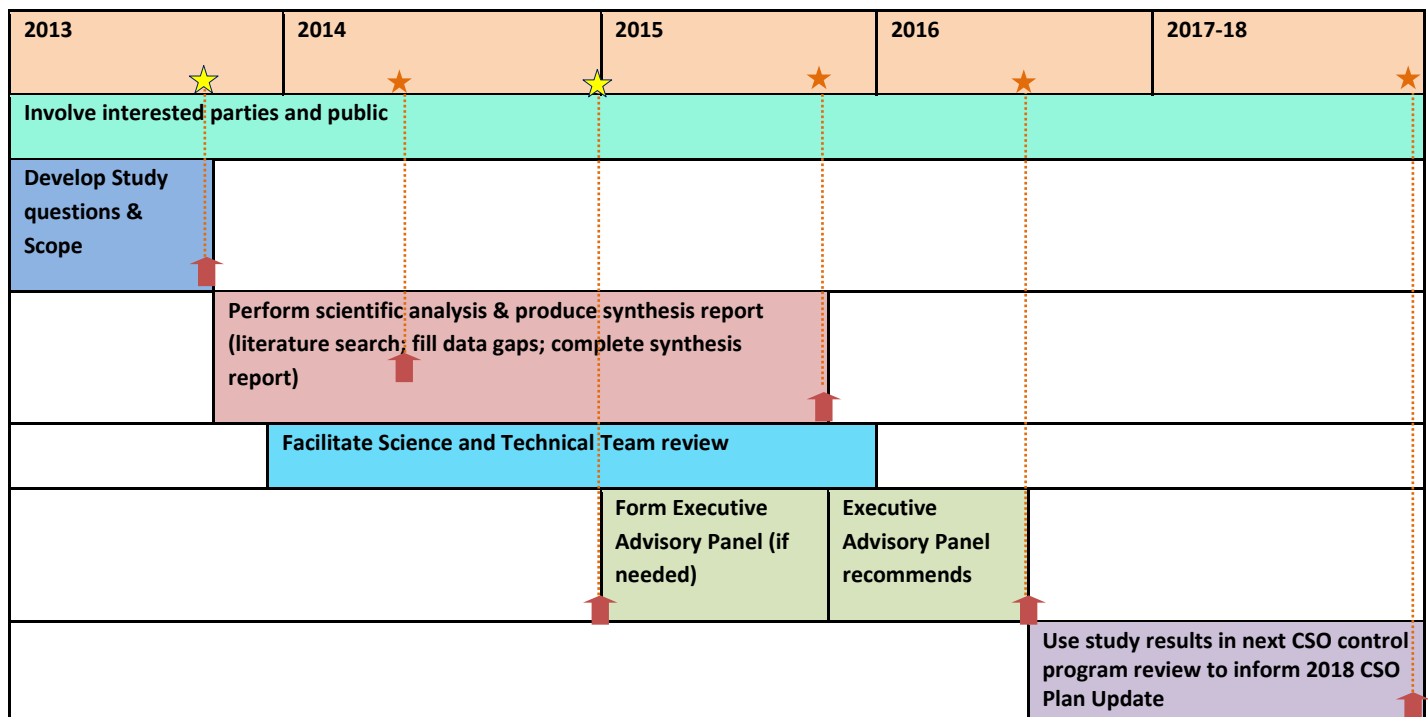 2013 2014 2015 2016 2017-18
Involve interested parties and public
Develop Study
questions &
Scope
Perform scientific analysis & produce synthesis report
(literature search; fill data gaps; complete synthesis
report)
Facilitate Science and Technical Team review
Form Executive
Advisory Panel (if
needed)
Executive
Advisory Panel
recommends
Use study results in next CSO control
program review to inform 2018 CSO
Plan Update